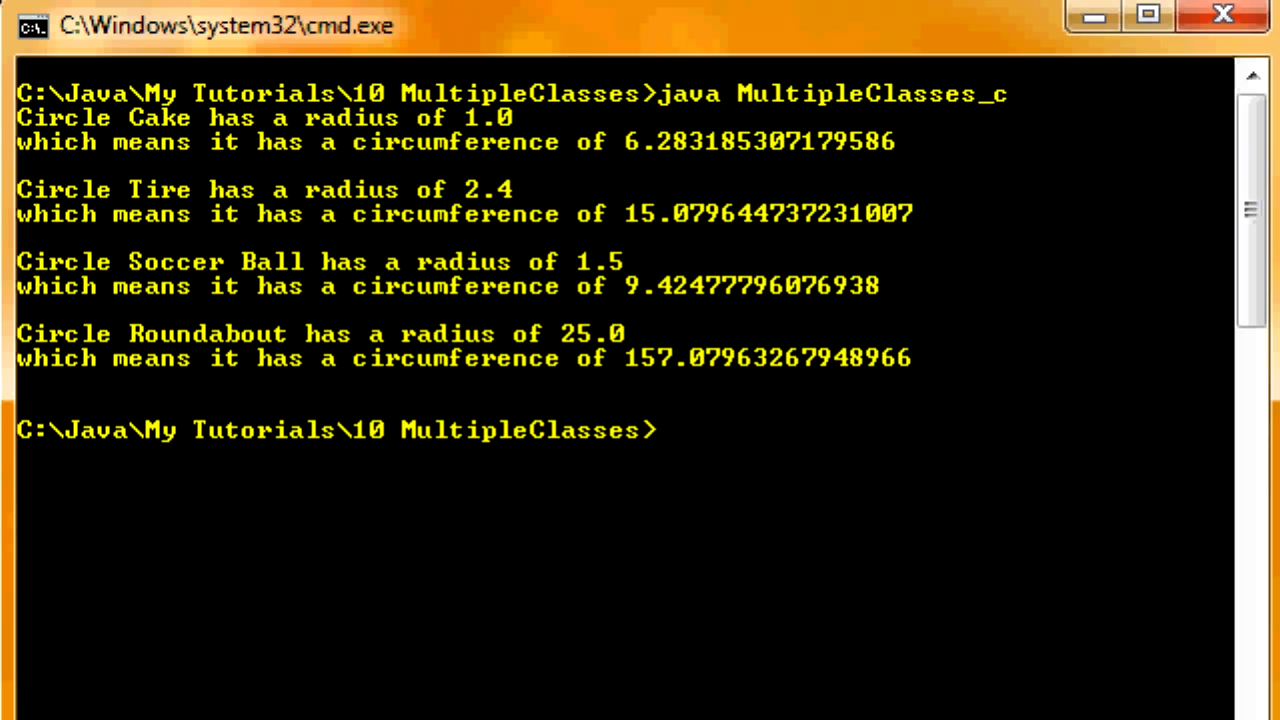 C:\Windows\system32\cmd.exe
C:\Java\My Tutorials\10 MultipleClasses>java MultipleClasses_c
Circle Cake has a radius of 1.0
which means it has a circumference of 6.283185307179586
Circle Tire has a radius of 2.4
which means it has a circumference of 15.079644737231007
Circle Soccer Ball has a radius of 1.5
which means it has a circumference of 9.42477796076938
Circle Roundabout has a radius of 25.0
which means it has a circumference of 157.07963267948966
C:\Java\My Tutorials\10 MultipleClasses>